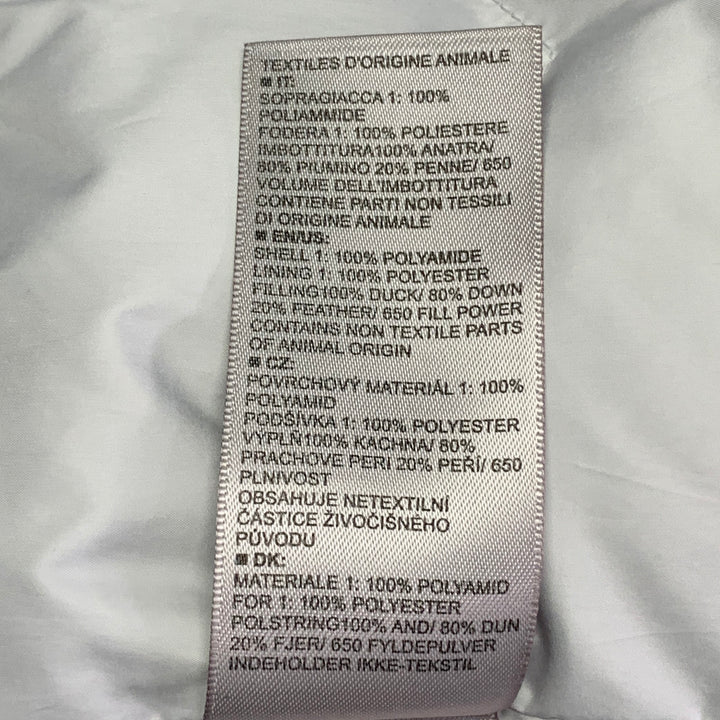 TEXTILES D'ORIGINE ANIMALE
■ IT:
SOPRAGIACCA 1: 100%
POLIAMMIDE
FODERA 1: 100% POLIESTERE
IMBOTTITURA100% ANATRA/
80% PIUMINO 20% PENNE/ 650
VOLUME DELL'IMBOTTITURA
CONTIENE PARTI NON TESSILI
DI ORIGINE ANIMALE
■ EN/US:
SHELL 1: 100% POLYAMIDE
LINING 1: 100% POLYESTER
FILLING100% DUCK/ 80% DOWN
20% FEATHER/ 650 FILL POWER
CONTAINS NON TEXTILE PARTS
OF ANIMAL ORIGIN
■ CZ:
POVRCHOVÝ MATERIÁL 1: 100%
POLYAMID
PODŠÍVKA 1: 100% POLYESTER
VÝPLŇ100% KACHNA/ 80%
PRACHOVÉ PERI 20% PEŘÍ/ 650
PLNIVOST
OBSAHUJE NETEXTILNÍ
ČÁSTICE ŽIVOČIŠNÉHO
PŮVODU
■ DK:
MATERIALE 1: 100% POLYAMID
FOR 1: 100% POLYESTER
POLSTRING100% AND/ 80% DUN
20% FJER/ 650 FYLDEPULVER
INDEHOLDER IKKE-TEKSTIL